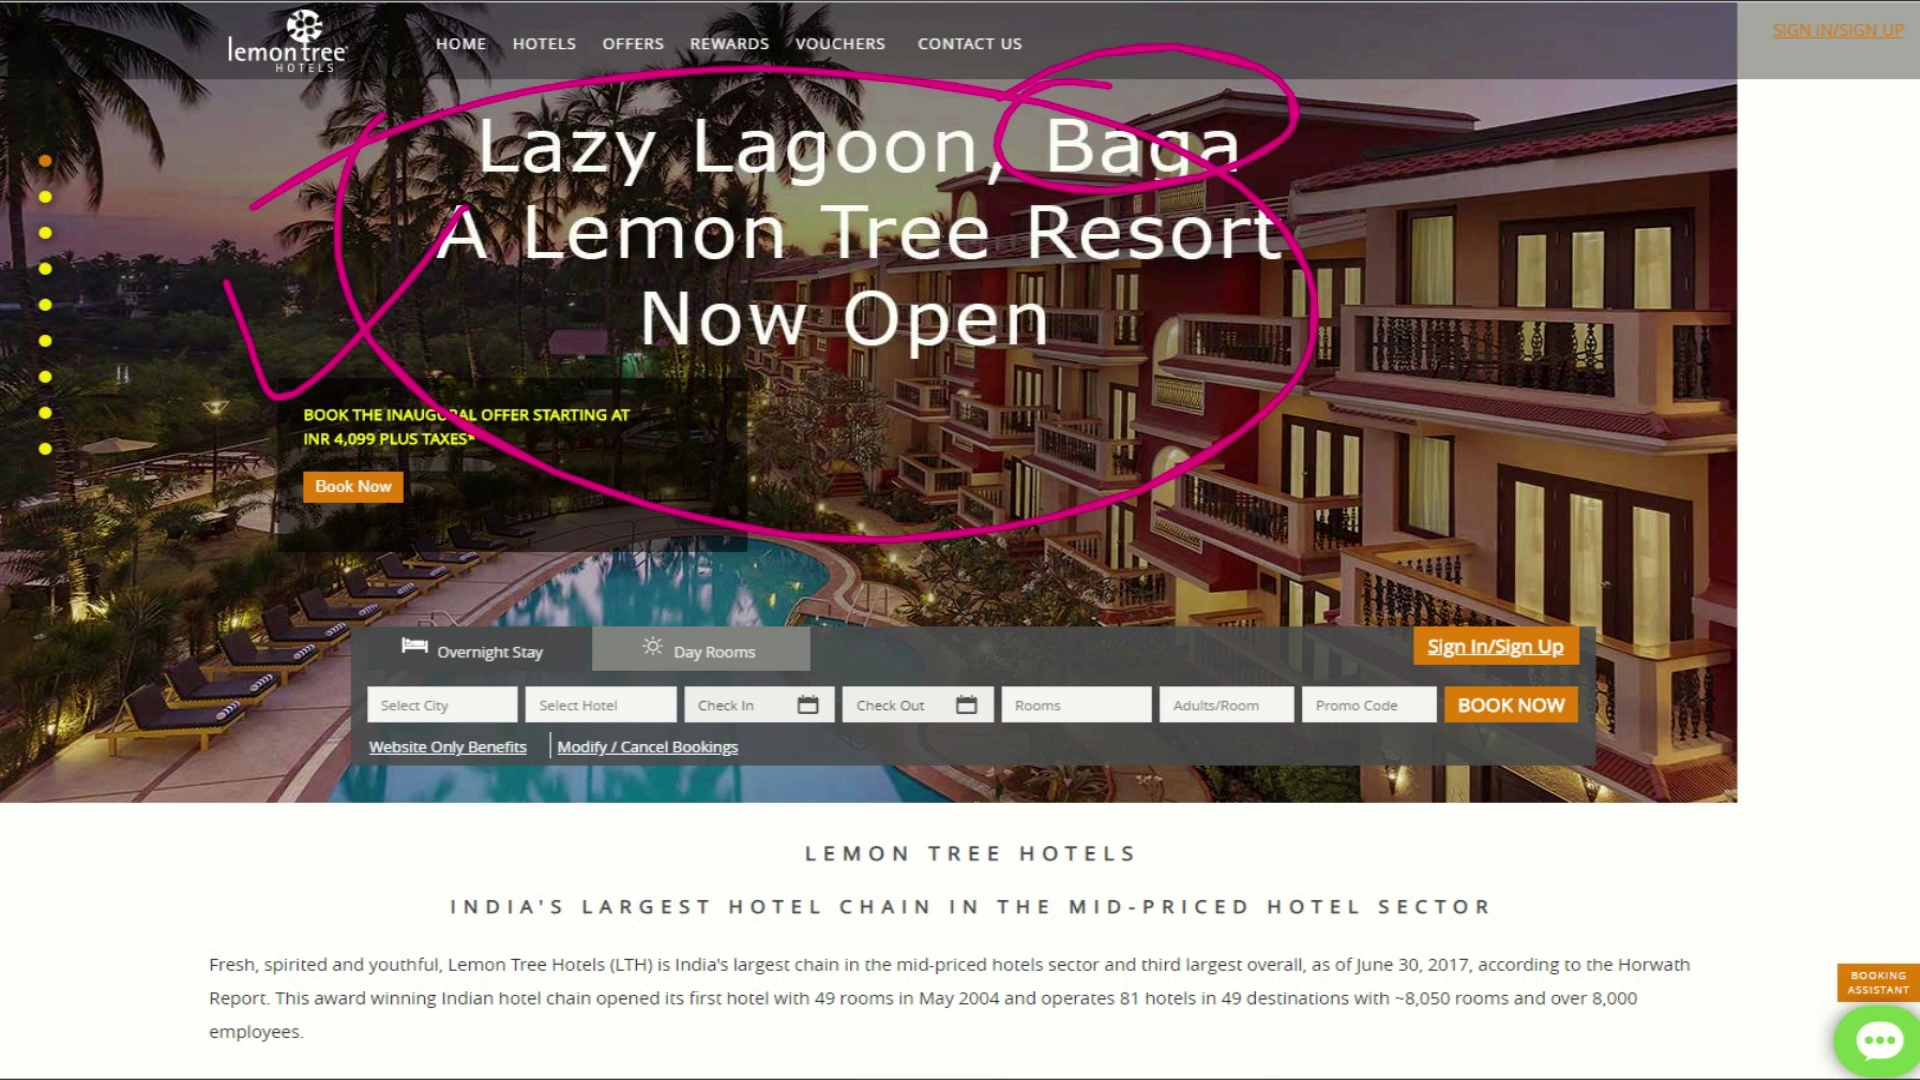 lemon tree
HOTELS
HOME HOTELS OFFERS REWARDS VOUCHERS CONTACT US
SIGN IN/SIGN UP
Lazy Lagoon, Baga
A Lemon Tree Resort
Now Open
BOOK THE INAUGURAL OFFER STARTING AT
INR 4,099 PLUS TAXES*
Book Now
Overnight Stay
Day Rooms
Sign In/Sign Up
Select City
Select Hotel
Check In
Check Out
Rooms
Adults/Room
Promo Code
BOOK NOW
Website Only Benefits
Modify / Cancel Bookings
LEMON TREE HOTELS
INDIA'S LARGEST HOTEL CHAIN IN THE MID-PRICED HOTEL SECTOR
Fresh, spirited and youthful, Lemon Tree Hotels (LTH) is India's largest chain in the mid-priced hotels sector and third largest overall, as of June 30, 2017, according to the Horwath
Report. This award winning Indian hotel chain opened its first hotel with 49 rooms in May 2004 and operates 81 hotels in 49 destinations with ~8,050 rooms and over 8,000
employees.
BOOKING
ASSISTANT